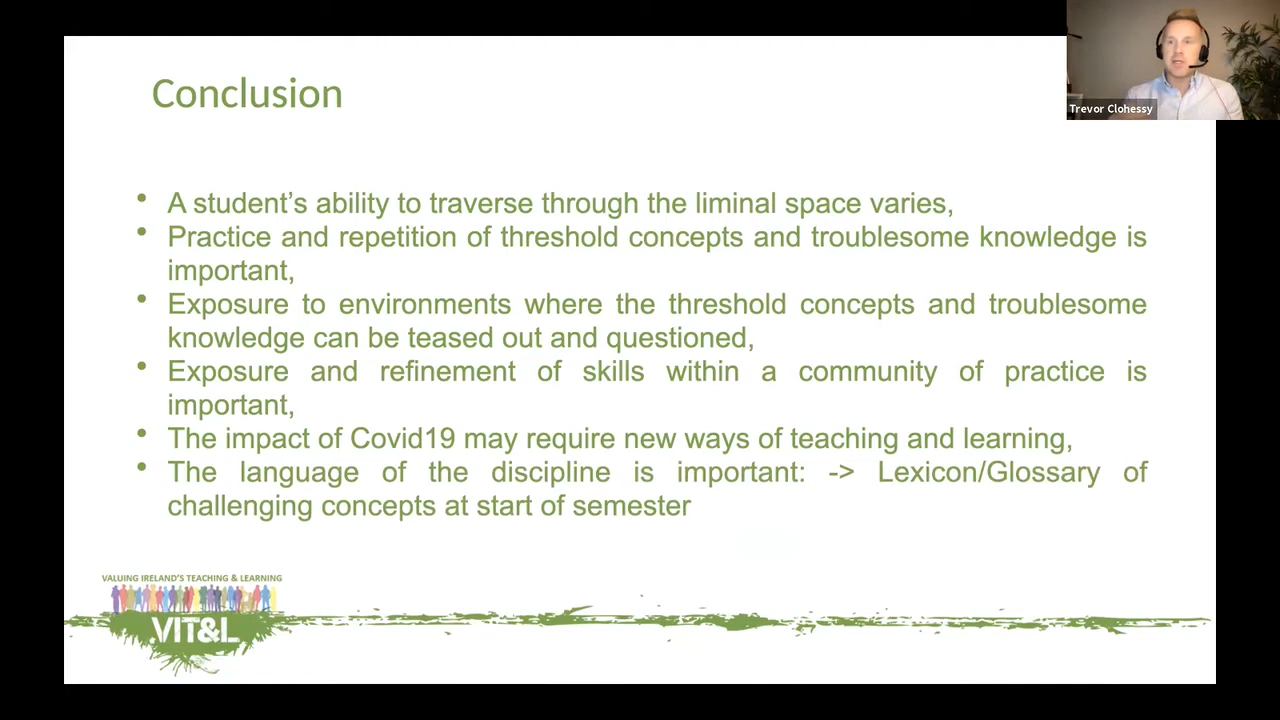 Conclusion
Trevor Clohessy
• A student’s ability to traverse through the liminal space varies,
• Practice and repetition of threshold concepts and troublesome knowledge is
important,
• Exposure to environments where the threshold concepts and troublesome
knowledge can be teased out and questioned,
• Exposure and refinement of skills within a community of practice is
important,
• The impact of Covid19 may require new ways of teaching and learning,
• The language of the discipline is important: -> Lexicon/Glossary of
challenging concepts at start of semester
VALUING IRELAND'S TEACHING & LEARNING
VIT&L